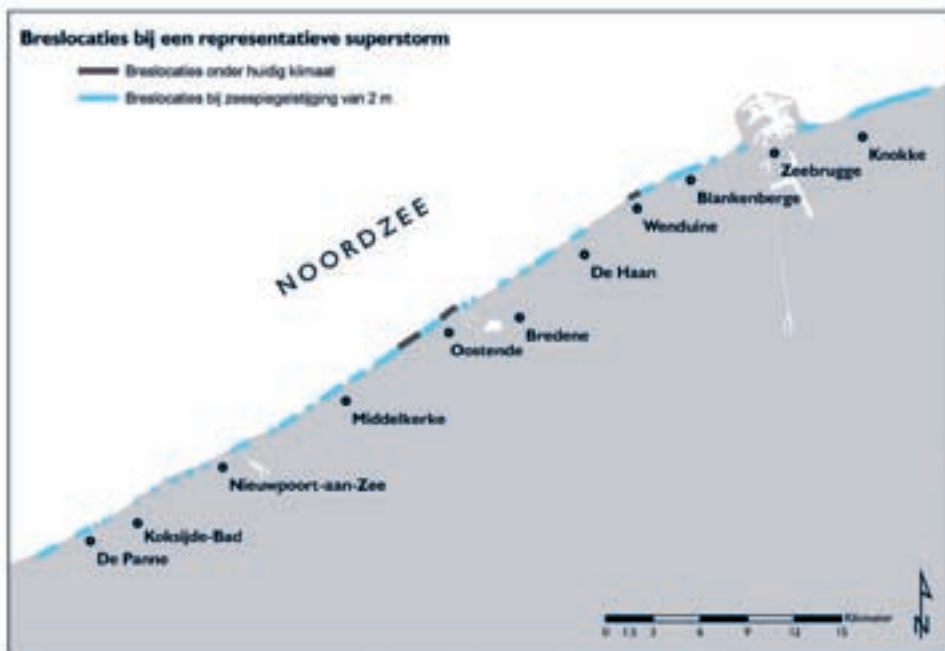 Breslocaties bij een representatieve superstorm
Breslocaties onder huidig klimaat
Breslocaties bij zeespiegelstijging van 2 m
NOORDZEE
Knokke
Zeebrugge
Blankenberge
Wenduine
De Haan
Bredene
Oostende
Middelkerke
Nieuwpoort-aan-Zee
Koksijde-Bad
De Panne
0 1,5 3 6 9 12 15 Kilometer
N